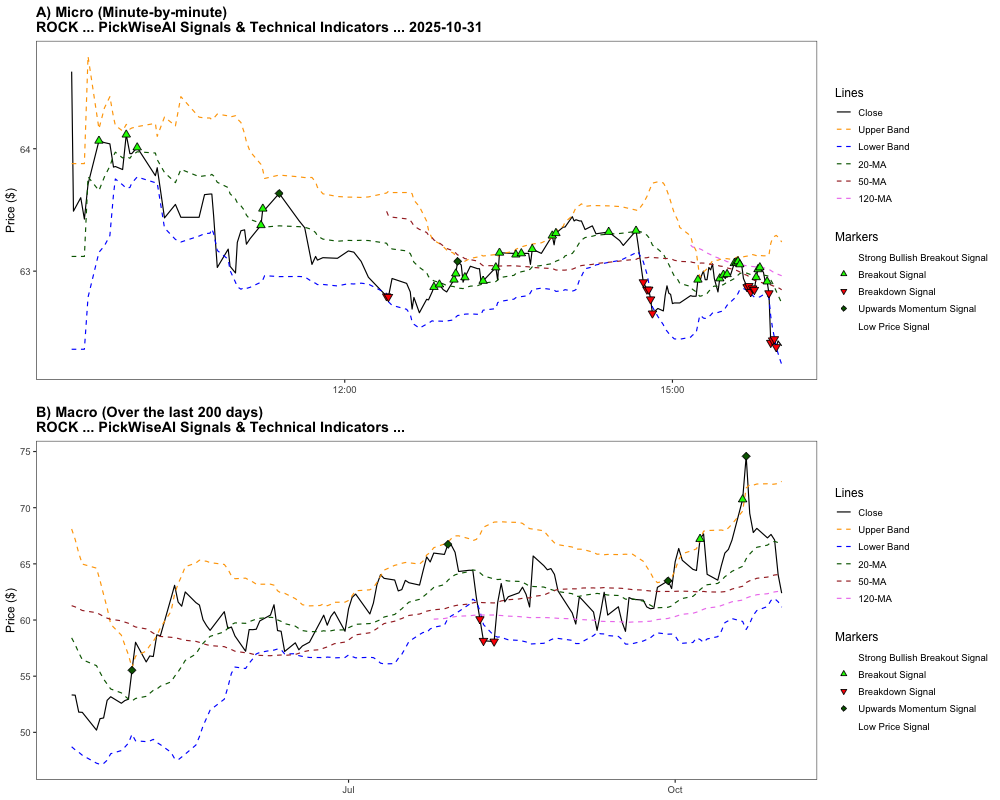 A) Micro (Minute-by-minute)
ROCK ... PickWiseAI Signals & Technical Indicators ... 2025-10-31
Price ($)
64
63
12:00
15:00
Lines
Close
Upper Band
Lower Band
20-MA
50-MA
120-MA
Markers
Strong Bullish Breakout Signal
Breakout Signal
Breakdown Signal
Upwards Momentum Signal
Low Price Signal
B) Macro (Over the last 200 days)
ROCK ... PickWiseAI Signals & Technical Indicators ...
Price ($)
75
70
65
60
55
50
Jul
Oct
Lines
Close
Upper Band
Lower Band
20-MA
50-MA
120-MA
Markers
Strong Bullish Breakout Signal
Breakout Signal
Breakdown Signal
Upwards Momentum Signal
Low Price Signal